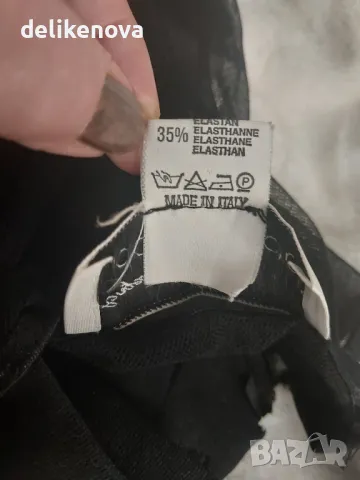 delikenova
ELASTAN
35% ELASTHANNE
ELASTHANE
ELASTHAN
P
MADE IN ITALY
BAZAR